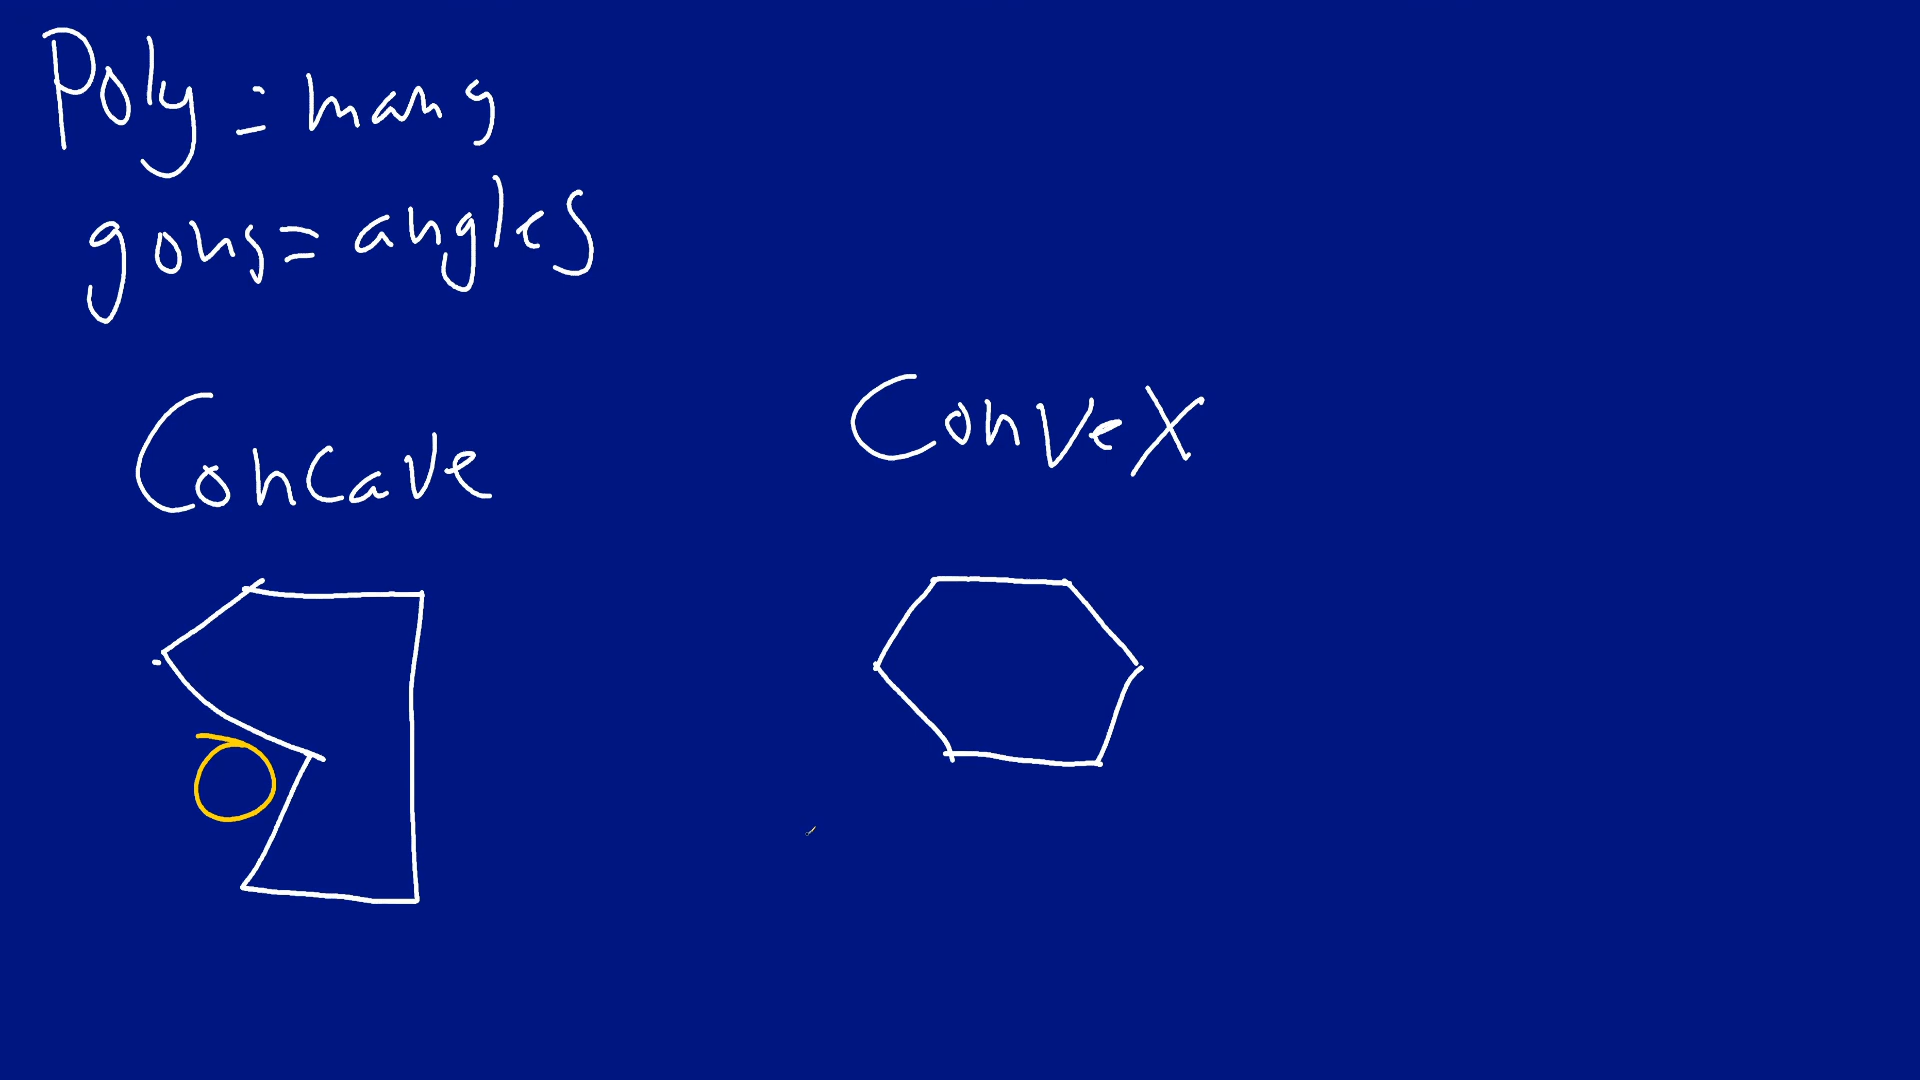 Poly = many
gons = angles
Concave
Convex